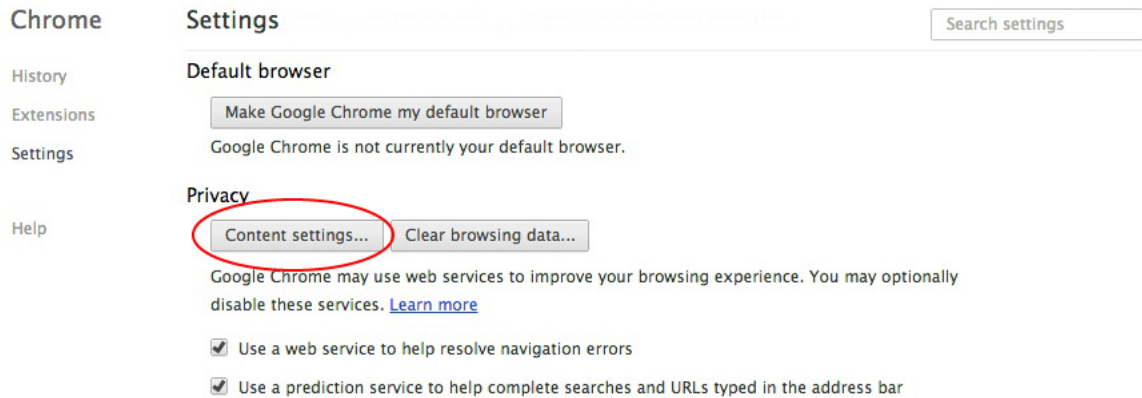 Chrome
Settings
Search settings
History
Extensions
Settings
Help
Default browser
Make Google Chrome my default browser
Google Chrome is not currently your default browser.
Privacy
Content settings...
Clear browsing data...
Google Chrome may use web services to improve your browsing experience. You may optionally
disable these services. Learn more
Use a web service to help resolve navigation errors
Use a prediction service to help complete searches and URLs typed in the address bar